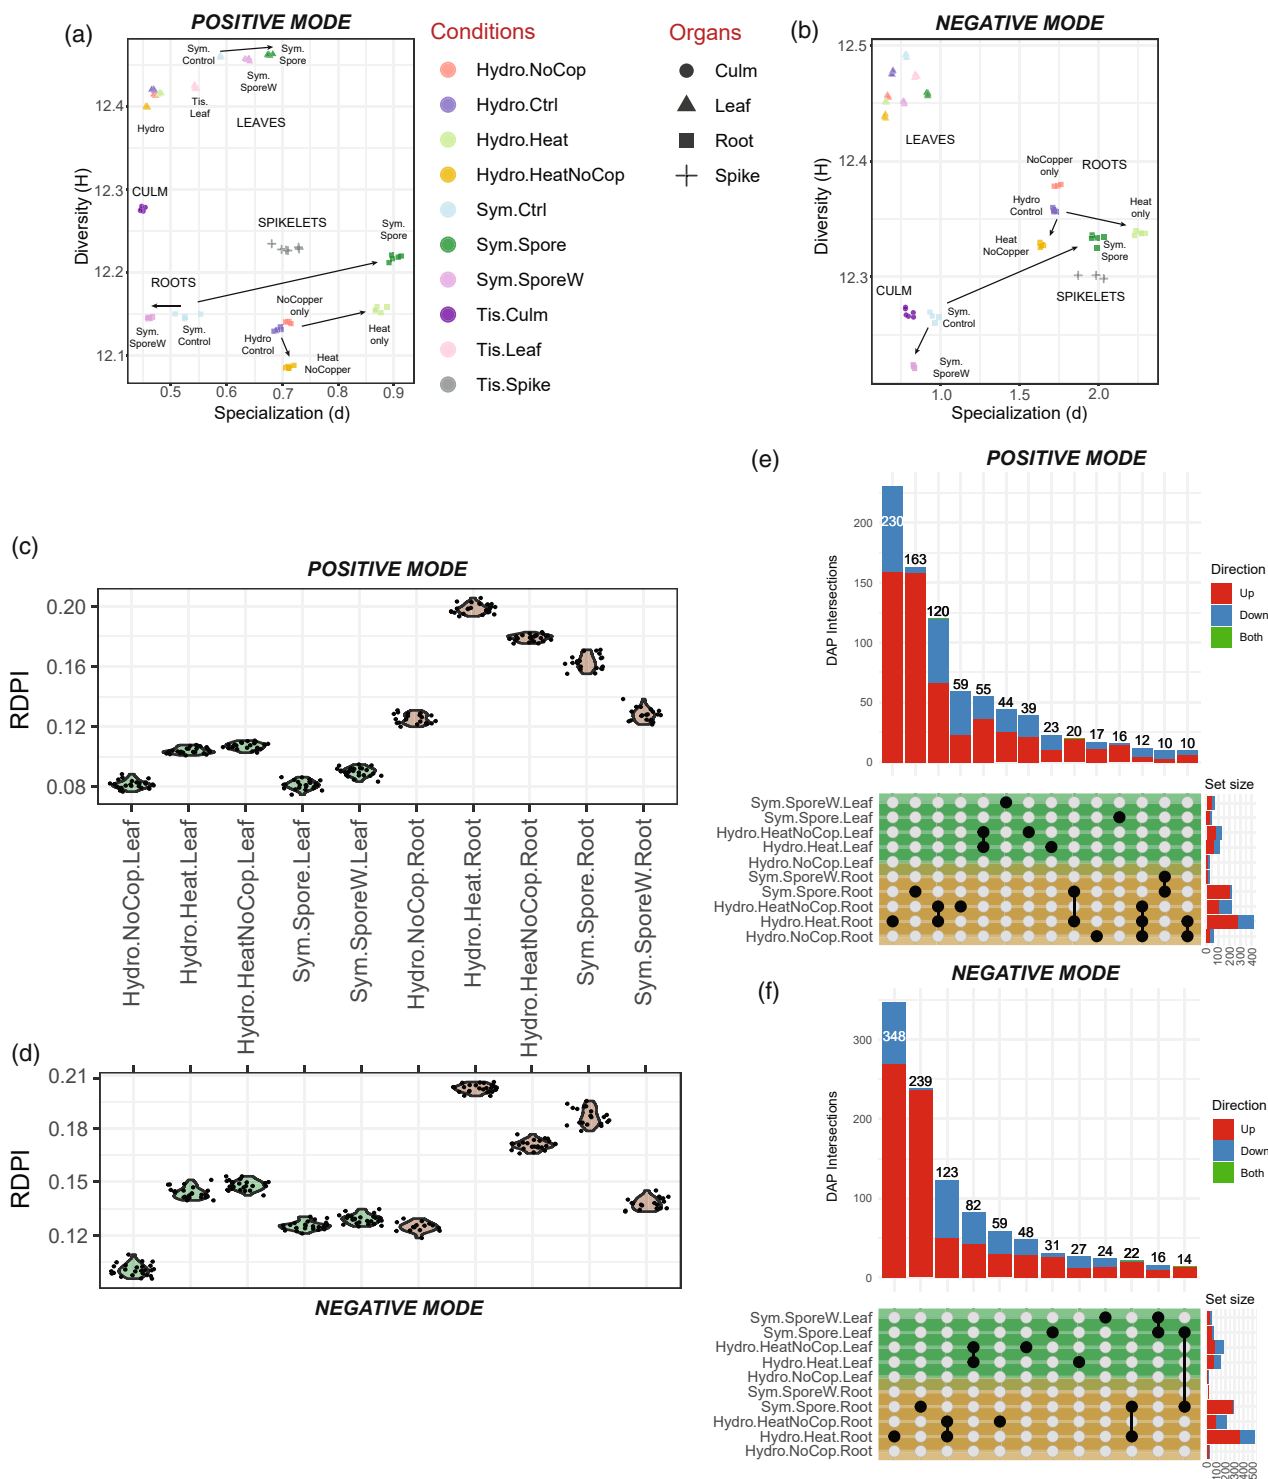 (a)
POSITIVE MODE
Diversity (H)
12.4
12.3
12.2
12.1
Sym.
Control
Sym.
Spore
Sym.
SporeW
Tis.
Leaf
Hydro
LEAVES
CULM
SPIKELETS
Sym.
Spore
ROOTS
Sym.
SporeW
Sym.
Control
NoCopper
only
Hydro
Control
Heat
NoCopper
Heat
only
0.5
0.6
0.7
0.8
0.9
Specialization (d)
Conditions
Hydro.NoCop
Hydro.Ctrl
Hydro.Heat
Hydro.HeatNoCop
Sym.Ctrl
Sym.Spore
Sym.SporeW
Tis.Culm
Tis.Leaf
Tis.Spike
Organs
Culm
Leaf
Root
Spike
(b)
NEGATIVE MODE
Diversity (H)
12.5
12.4
12.3
LEAVES
NoCopper
only
ROOTS
Hydro
Control
Heat
only
Heat
NoCopper
Sym.
Spore
SPIKELETS
CULM
Sym.
Control
Sym.
SporeW
1.0
1.5
2.0
Specialization (d)
(c)
POSITIVE MODE
RDPI
0.20
0.16
0.12
0.08
Hydro.NoCop.Leaf
Hydro.Heat.Leaf
Hydro.HeatNoCop.Leaf
Sym.Spore.Leaf
Sym.SporeW.Leaf
Hydro.NoCop.Root
Hydro.Heat.Root
Hydro.HeatNoCop.Root
Sym.Spore.Root
Sym.SporeW.Root
(d)
RDPI
0.21
0.18
0.15
0.12
NEGATIVE MODE
(e)
POSITIVE MODE
DAP Intersections
200
150
100
50
0
230
163
120
59
55
44
39
23
20
17
16
12
10
10
Direction
Up
Down
Both
Set size
Sym.SporeW.Leaf
Sym.Spore.Leaf
Hydro.HeatNoCop.Leaf
Hydro.Heat.Leaf
Hydro.NoCop.Leaf
Sym.SporeW.Root
Sym.Spore.Root
Hydro.HeatNoCop.Root
Hydro.Heat.Root
Hydro.NoCop.Root
0
100
200
300
400
(f)
NEGATIVE MODE
DAP Intersections
300
200
100
0
348
239
123
82
59
48
31
27
24
22
16
14
Direction
Up
Down
Both
Set size
Sym.SporeW.Leaf
Sym.Spore.Leaf
Hydro.HeatNoCop.Leaf
Hydro.Heat.Leaf
Hydro.NoCop.Leaf
Sym.SporeW.Root
Sym.Spore.Root
Hydro.HeatNoCop.Root
Hydro.Heat.Root
Hydro.NoCop.Root
0
100
200
300
400
500